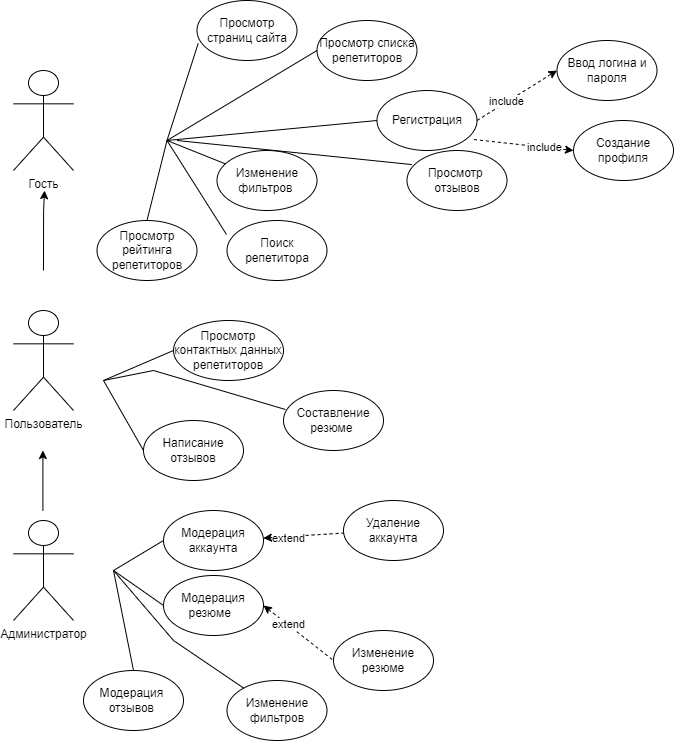 Просмотр
страниц сайта
Просмотр списка
репетиторов
Ввод логина и
пароля
include
Регистрация
include
Создание
профиля
Гость
Изменение
фильтров
Просмотр
отзывов
Просмотр
рейтинга
репетиторов
Поиск
репетитора
Просмотр
контактных данных
репетиторов
Пользователь
Составление
резюме
Написание
отзывов
Модерация
аккаунта
extend
Удаление
аккаунта
Модерация
резюме
extend
Администратор
Изменение
резюме
Модерация
отзывов
Изменение
фильтров